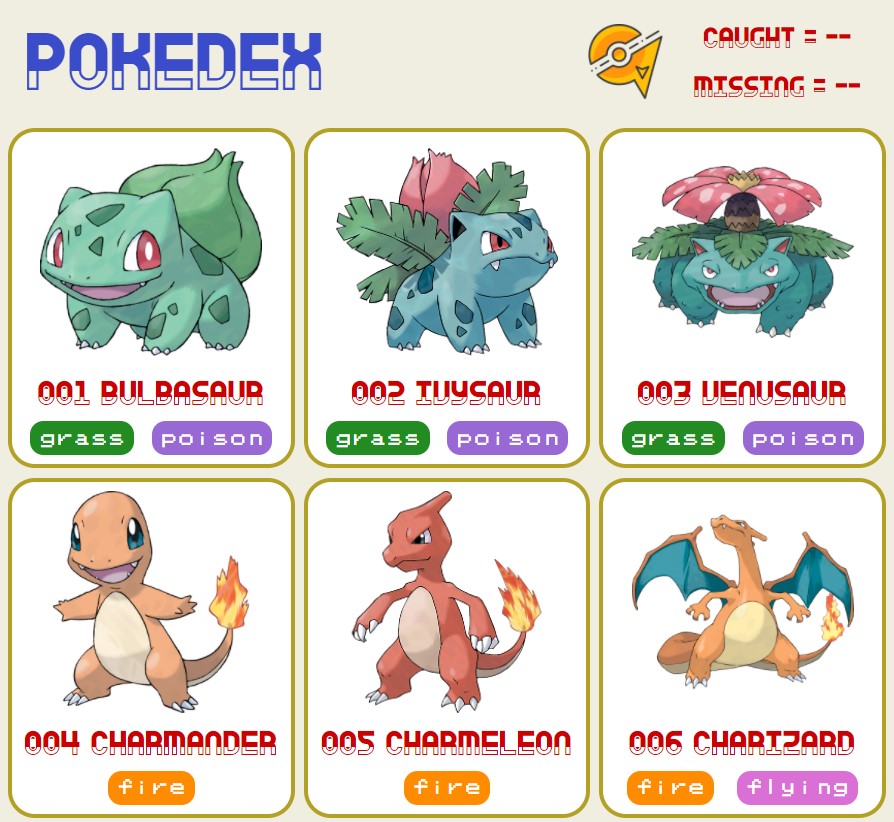 POKEDEX
CAUGHT = --
MISSING = --
001 BULBASAUR
grass poison
002 IVYSAUR
grass poison
003 VENUSAUR
grass poison
004 CHARMANDER
fire
005 CHARMELEON
fire
006 CHARIZARD
fire flying